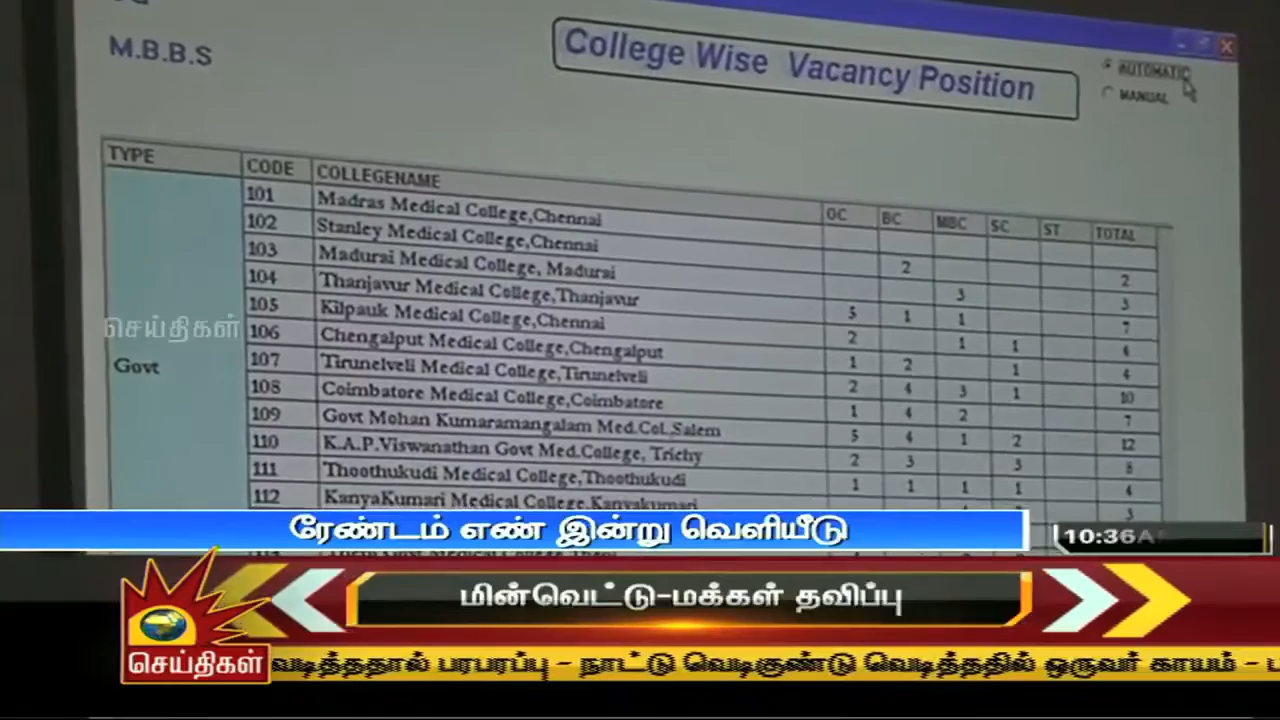 M.B.B.S
College Wise Vacancy Position
AUTOMATIC
MANUAL
TYPE CODE COLLEGENAME OC BC MBC SC ST TOTAL
101 Madras Medical College,Chennai
102 Stanley Medical College,Chennai 2 2
103 Madurai Medical College, Madurai 3 3
104 Thanjavur Medical College,Thanjavur 5 1 1 7
105 Kilpauk Medical College,Chennai 2 1 1 4
106 Chengalput Medical College,Chengalput 1 2 1 4
Govt
107 Tirunelveli Medical College,Tirunelveli 2 4 3 1 10
108 Coimbatore Medical College,Coimbatore 1 4 2 7
109 Govt Mohan Kumaramangalam Med.Col.,Salem 5 4 1 2 12
110 K.A.P.Viswanathan Govt Med.College, Trichy 2 3 3 8
111 Thoothukudi Medical College,Thoothukudi 1 1 1 1 4
112 KanyaKumari Medical College,Kanyakumari 3
செய்திகள்
ரேண்டம் எண் இன்று வெளியீடு
10:36A
மின்வெட்டு-மக்கள் தவிப்பு
செய்திகள்
வெடித்ததால் பரபரப்பு - நாட்டு வெடிகுண்டு வெடித்ததில் ஒருவர் காயம் -